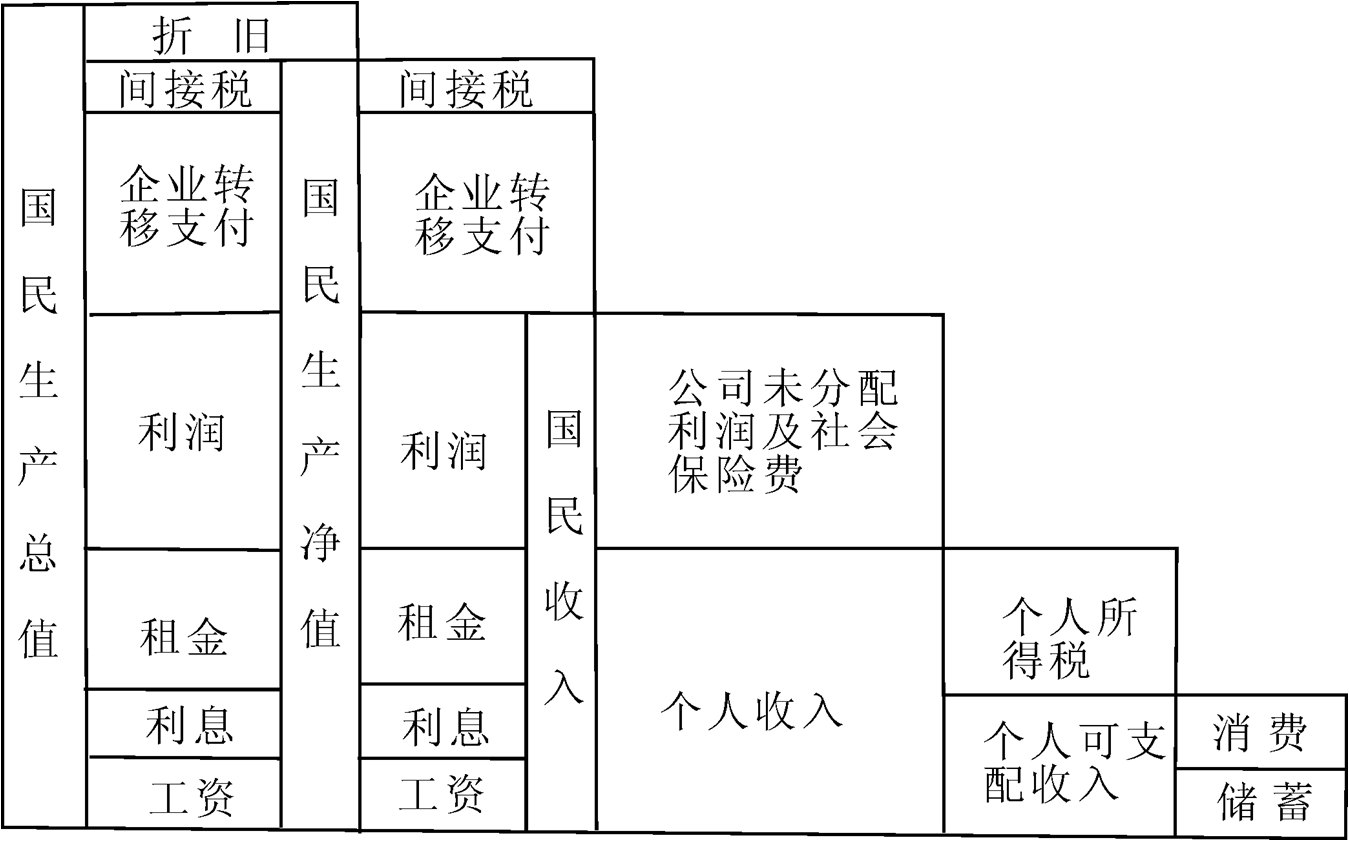 国民生产总值
折旧
间接税
企业转
移支付
利润
租金
利息
工资
国民生产净值
间接税
企业转
移支付
利润
租金
利息
工资
国民收入
公司未分配
利润及社会
保险费
个人收入
个人所
得税
个人可支
配收入
消费
储蓄